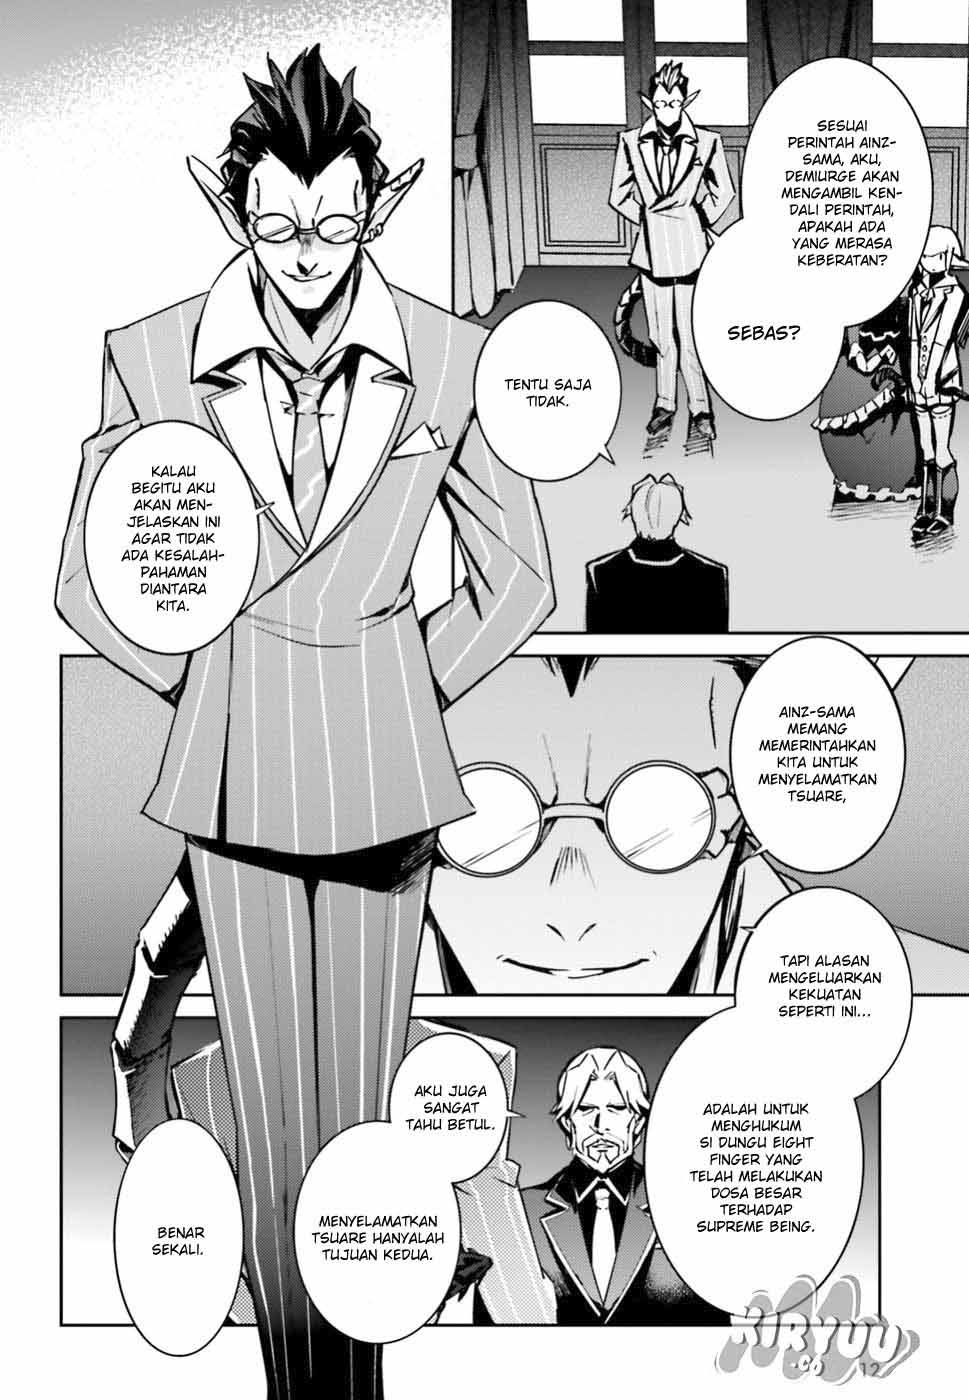 SESUAI
PERINTAH AINZ-
SAMA, AKU,
DEMIURGE AKAN
MENGAMBIL KEN-
DALI PERINTAH,
APAKAH ADA
YANG MERASA
KEBERATAN?
SEBAS?
TENTU SAJA
TIDAK.
KALAU
BEGITU AKU
AKAN MEN-
JELASKAN INI
AGAR TIDAK
ADA KESALAH-
PAHAMAN
DIANTARA
KITA.
AINZ-SAMA
MEMANG
MEMERINTAHKAN
KITA UNTUK
MENYELAMATKAN
TSUARE,
TAPI ALASAN
MENGELUARKAN
KEKUATAN
SEPERTI INI...
ADALAH UNTUK
MENGHUKUM
SI DUNGU EIGHT
FINGER YANG
TELAH MELAKUKAN
DOSA BESAR
TERHADAP
SUPREME BEING.
AKU JUGA
SANGAT
TAHU BETUL.
MENYELAMATKAN
TSUARE HANYALAH
TUJUAN KEDUA.
BENAR
SEKALI.
KIRYUU
.CO
12